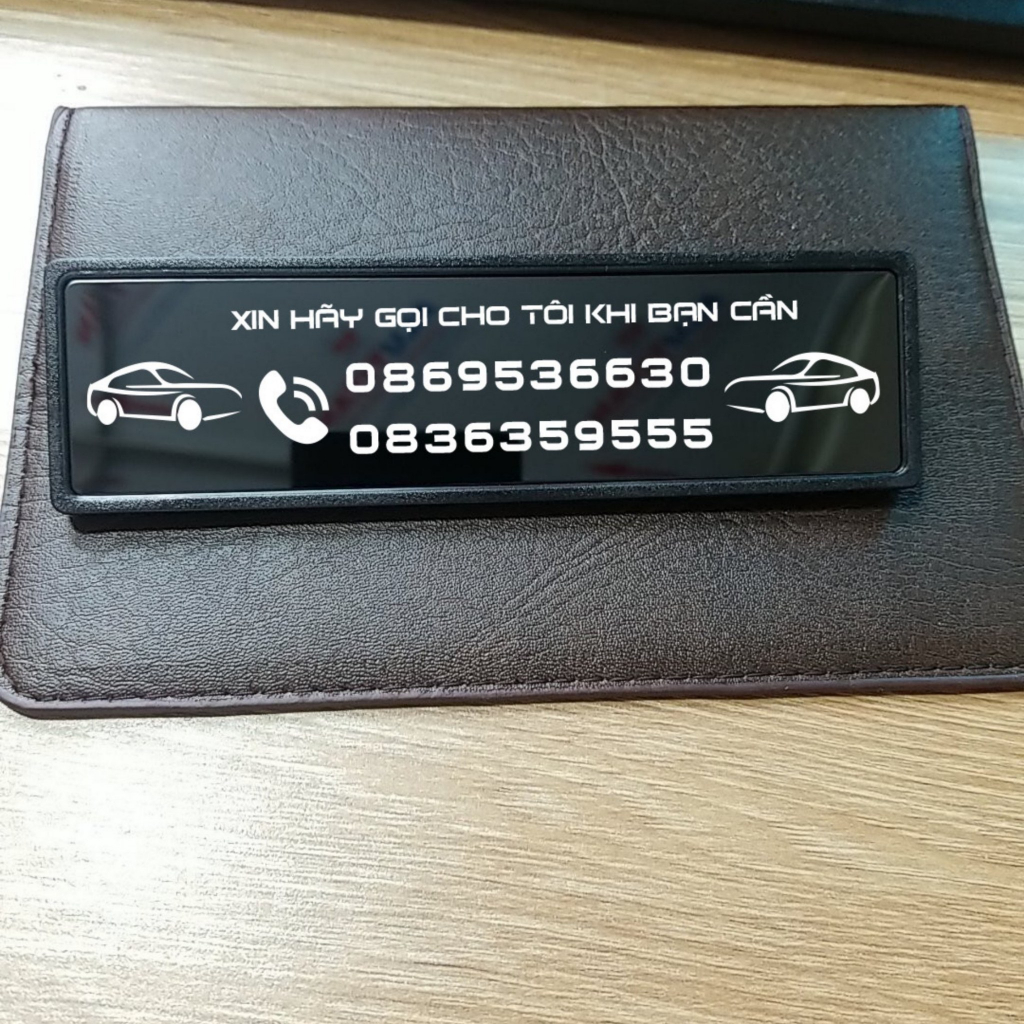 XIN HÃY GỌI CHO TÔI KHI BẠN CẦN
0869536630
0836359555